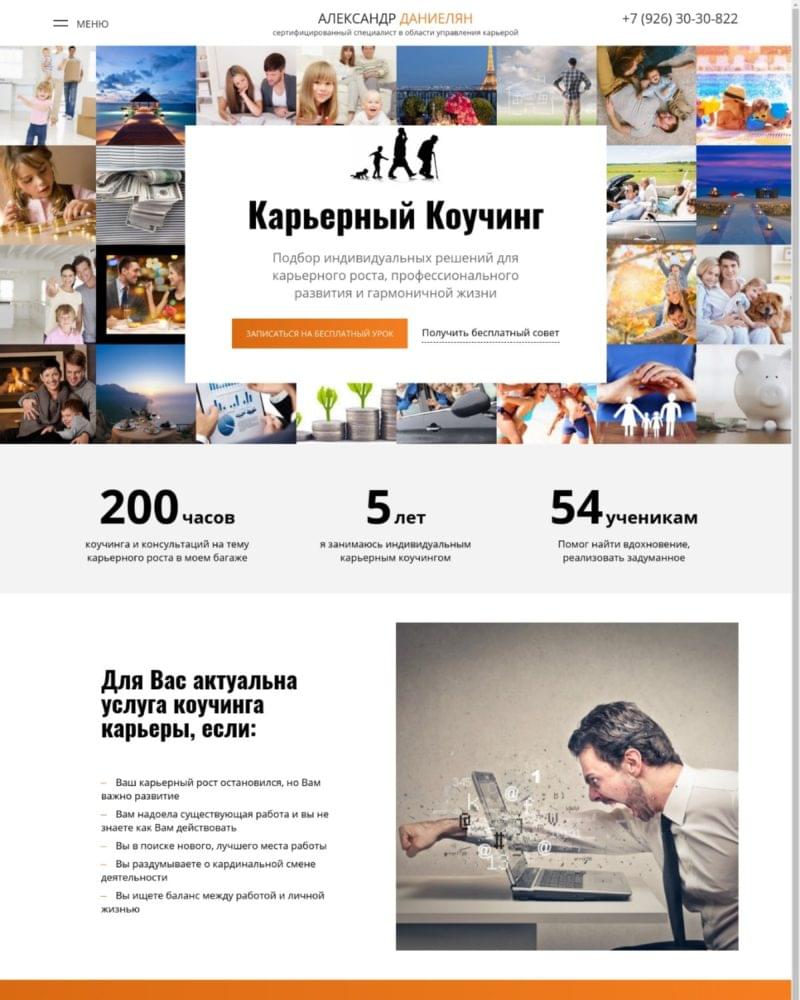 МЕНЮ
АЛЕКСАНДР ДАНИЕЛЯН
сертифицированный специалист в области управления карьерой
+7 (926) 30-30-822
Карьерный Коучинг
Подбор индивидуальных решений для
карьерного роста, профессионального
развития и гармоничной жизни
ЗАПИСАТЬСЯ НА БЕСПЛАТНЫЙ УРОК
Получить бесплатный совет
200 часов
коучинга и консультаций на тему
карьерного роста в моем багаже
5 лет
я занимаюсь индивидуальным
карьерным коучингом
54 ученикам
Помог найти вдохновение,
реализовать задуманное
Для Вас актуальна
услуга коучинга
карьеры, если:
– Ваш карьерный рост остановился, но Вам
важно развитие
– Вам надоела существующая работа и вы не
знаете как Вам действовать
– Вы в поиске нового, лучшего места работы
– Вы раздумываете о кардинальной смене
деятельности
– Вы ищете баланс между работой и личной
жизнью